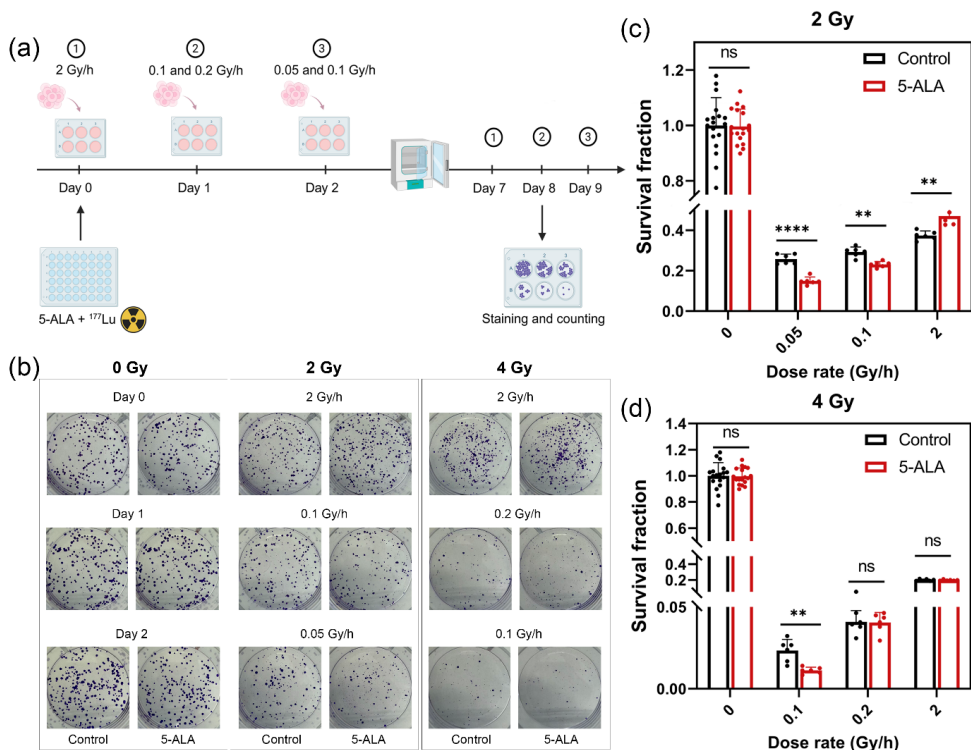 (a)
1
2
3
2 Gy/h
0.1 and 0.2 Gy/h
0.05 and 0.1 Gy/h
1
2
3
Day 0
Day 1
Day 2
Day 7
Day 8
Day 9
5-ALA + ¹⁷⁷Lu
Staining and counting
(b)
0 Gy
2 Gy
4 Gy
Day 0
2 Gy/h
2 Gy/h
Day 1
0.1 Gy/h
0.2 Gy/h
Day 2
0.05 Gy/h
0.1 Gy/h
Control
5-ALA
Control
5-ALA
Control
5-ALA
(c)
2 Gy
Control
5-ALA
ns
****
**
**
Survival fraction
1.2
1.0
0.8
0.4
0.2
0.0
0
0.05
0.1
2
Dose rate (Gy/h)
(d)
4 Gy
Control
5-ALA
ns
**
ns
ns
Survival fraction
1.4
1.2
1.0
0.8
0.6
0.4
0.2
0.05
0.00
0
0.1
0.2
2
Dose rate (Gy/h)